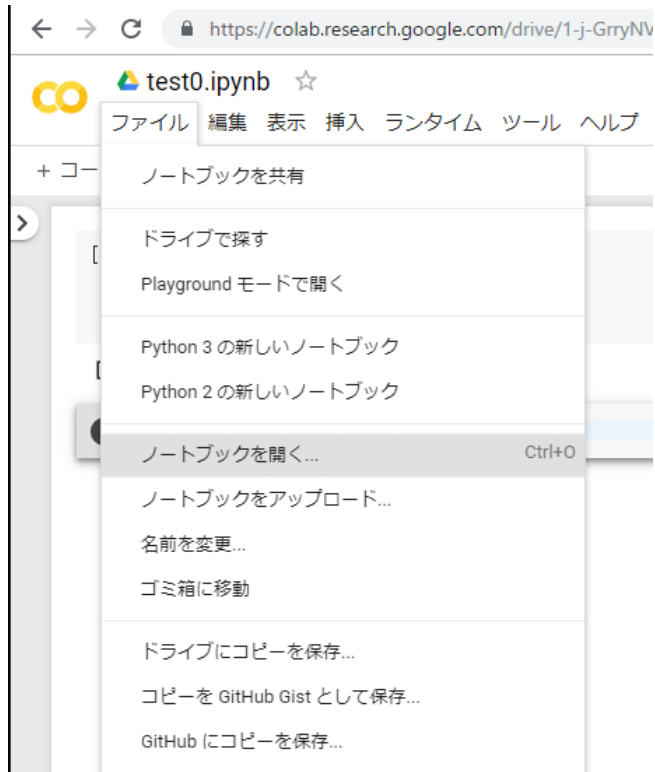 https://colab.research.google.com/drive/1-j-GrryNV
CO
test0.ipynb
ファイル 編集 表示 挿入 ランタイム ツール ヘルプ
+ コー
ノートブックを共有
ドライブで探す
[
Playground モードで開く
Python 3 の新しいノートブック
[
Python 2 の新しいノートブック
ノートブックを開く... Ctrl+O
ノートブックをアップロード...
名前を変更...
ゴミ箱に移動
ドライブにコピーを保存...
コピーを GitHub Gist として保存...
GitHub にコピーを保存...